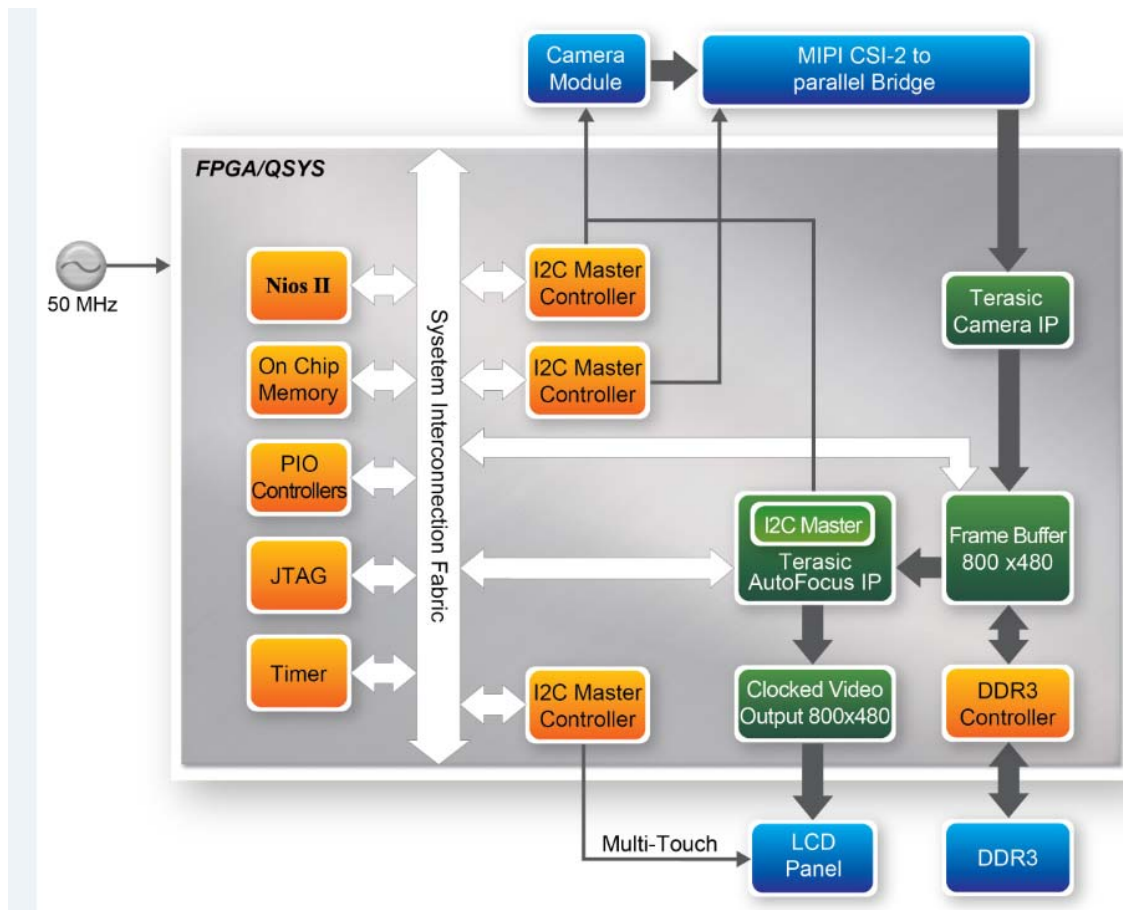 Camera
Module
MIPI CSI-2 to
parallel Bridge
FPGA/QSYS
50 MHz
Nios II
On Chip
Memory
PIO
Controllers
JTAG
Timer
Sysetem Interconnection Fabric
I2C Master
Controller
I2C Master
Controller
Terasic
Camera IP
I2C Master
Terasic
AutoFocus IP
Frame Buffer
800 x480
I2C Master
Controller
Clocked Video
Output 800x480
DDR3
Controller
Multi-Touch
LCD
Panel
DDR3